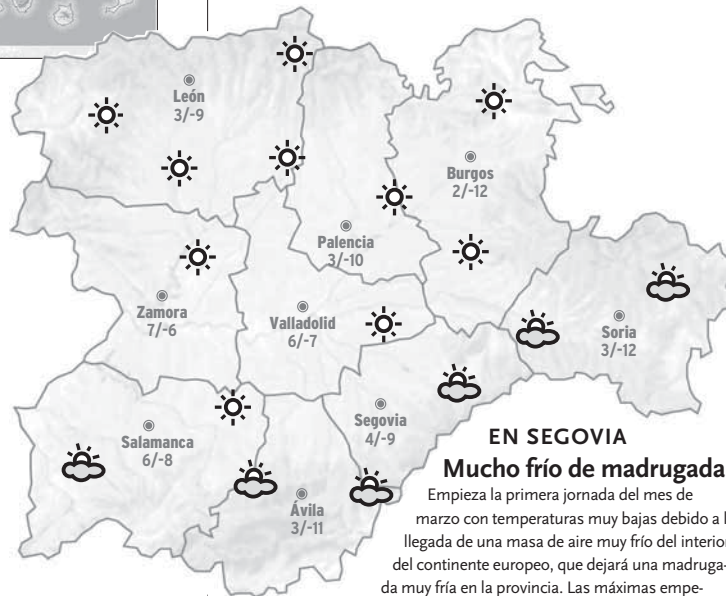 León
3/-9
Burgos
2/-12
Palencia
3/-10
Zamora
7/-6
Valladolid
6/-7
Soria
3/-12
Segovia
4/-9
Salamanca
6/-8
Ávila
3/-11
EN SEGOVIA
Mucho frío de madrugada
Empieza la primera jornada del mes de
marzo con temperaturas muy bajas debido a
llegada de una masa de aire muy frío del interior
del continente europeo, que dejará una madruga-
da muy fría en la provincia. Las máximas empe-